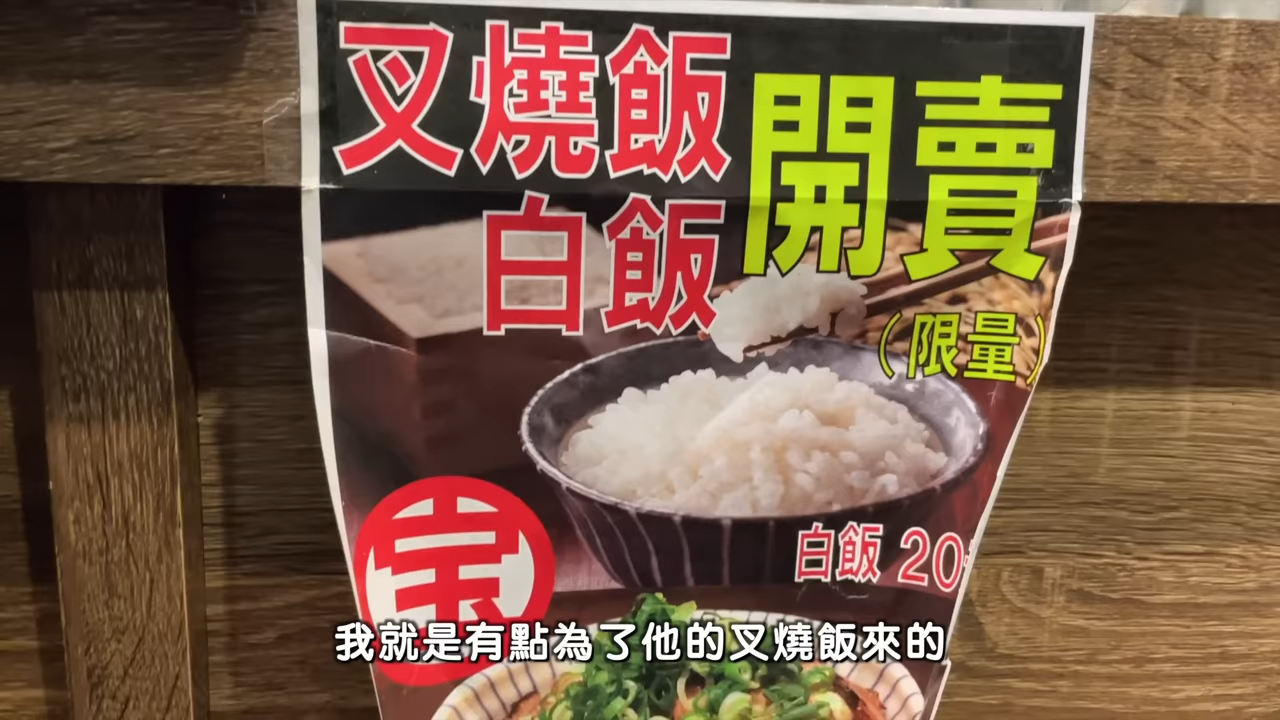 叉燒飯
白飯
開賣
（限量）
白飯 20
我就是有點為了他的叉燒飯來的